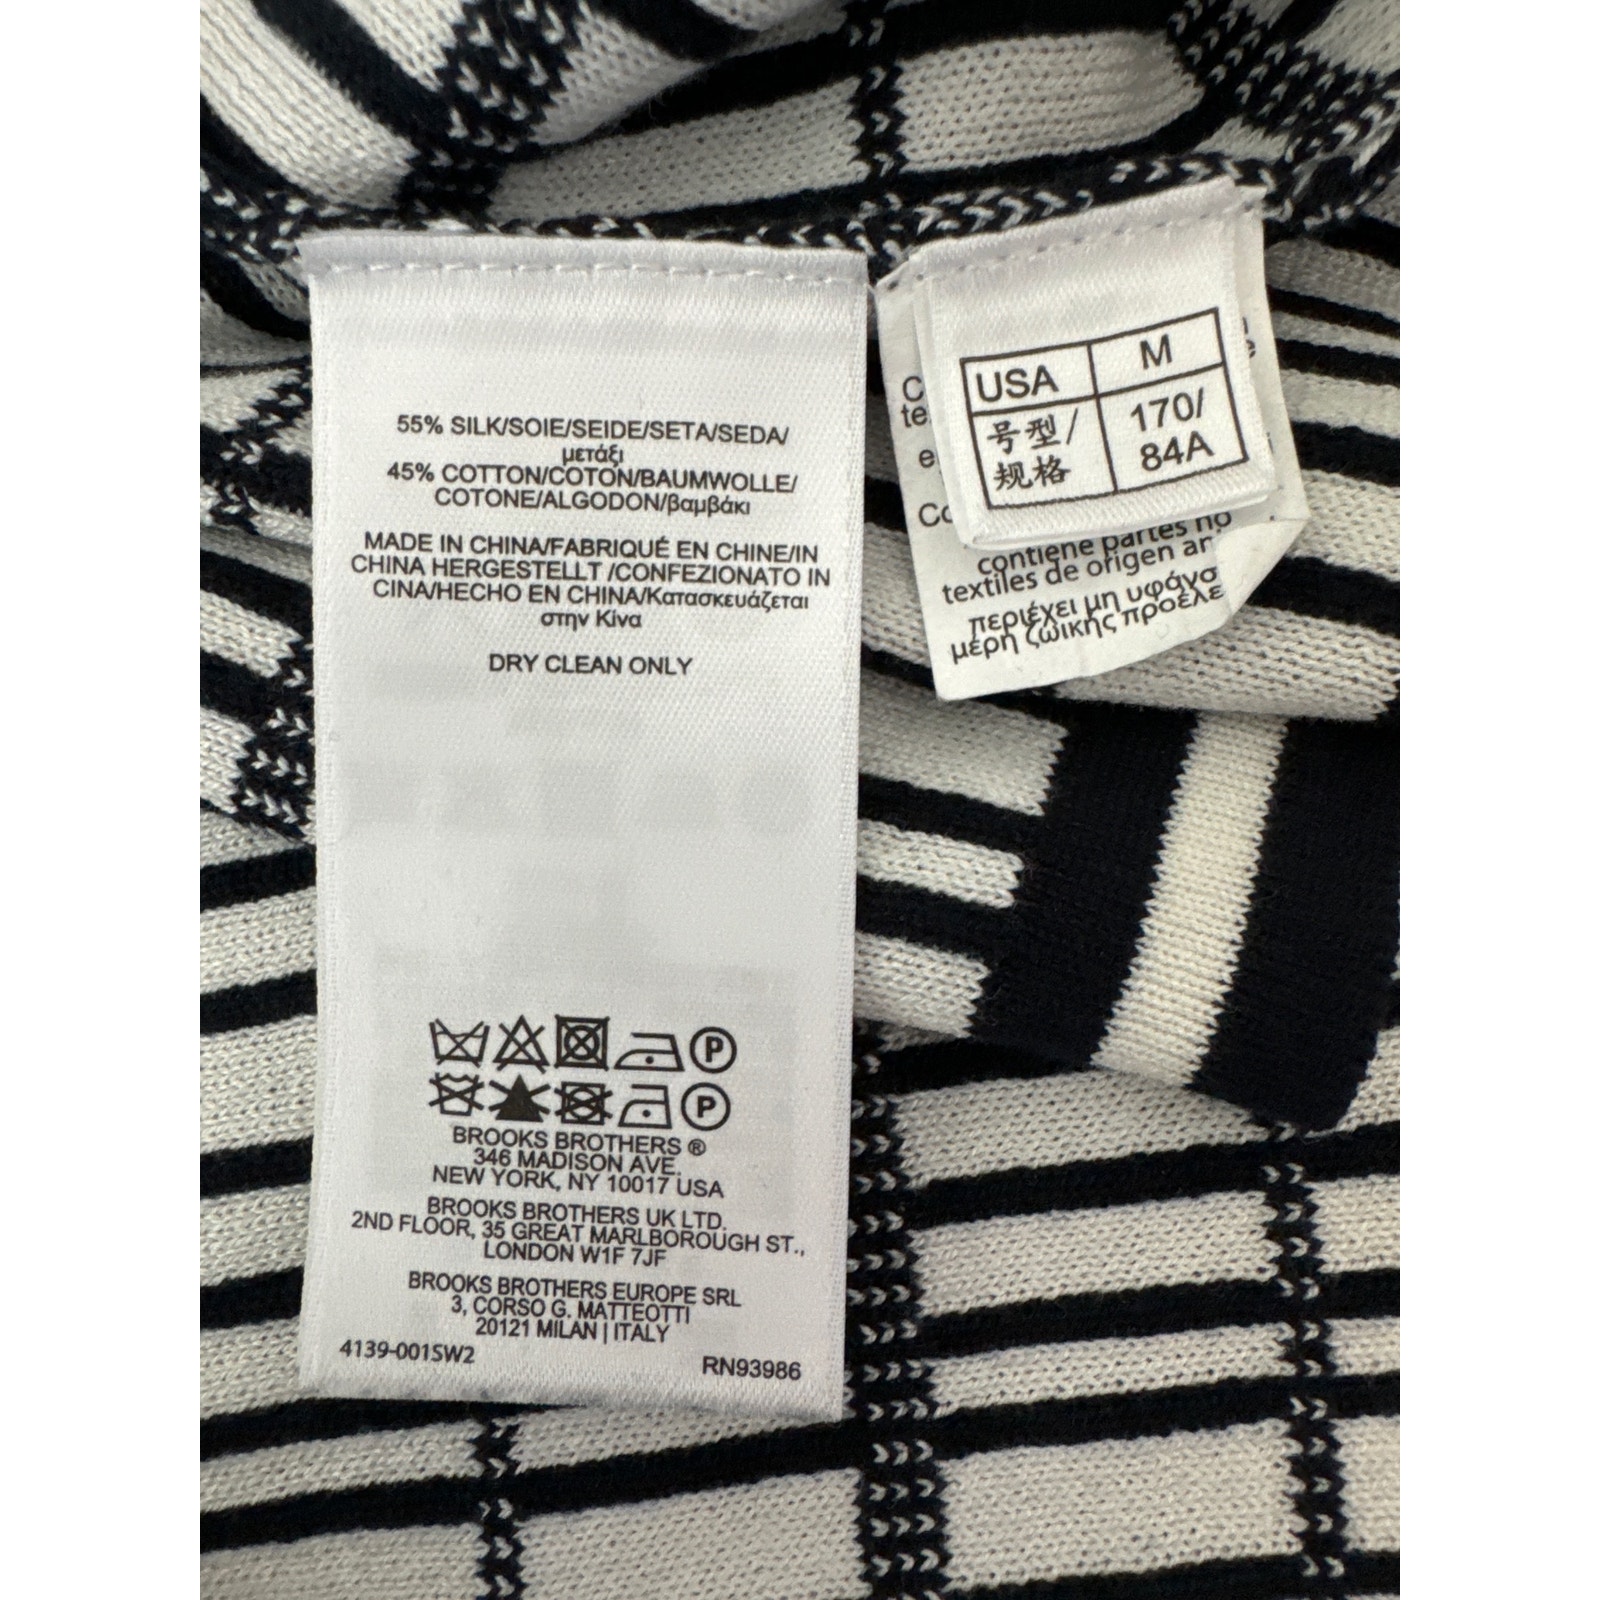 55% SILK/SOIE/SEIDE/SETA/SEDA/
μετάξι
45% COTTON/COTON/BAUMWOLLE/
COTONE/ALGODON/βαμβάκι
MADE IN CHINA/FABRIQUÉ EN CHINE/IN
CHINA HERGESTELLT /CONFEZIONATO IN
CINA/HECHO EN CHINA/Κατασκευάζεται
στην Κίνα
DRY CLEAN ONLY
P
P
BROOKS BROTHERS ®
346 MADISON AVE.
NEW YORK, NY 10017 USA
BROOKS BROTHERS UK LTD.
2ND FLOOR, 35 GREAT MARLBOROUGH ST.,
LONDON W1F 7JF
BROOKS BROTHERS EUROPE SRL
3, CORSO G. MATTEOTTI
20121 MILAN | ITALY
4139-001SW2
RN93986
USA M
号型/ 170/
规格 84A
contiene partes no
textiles de origen
περιέχει μη
μέρη ζωικής